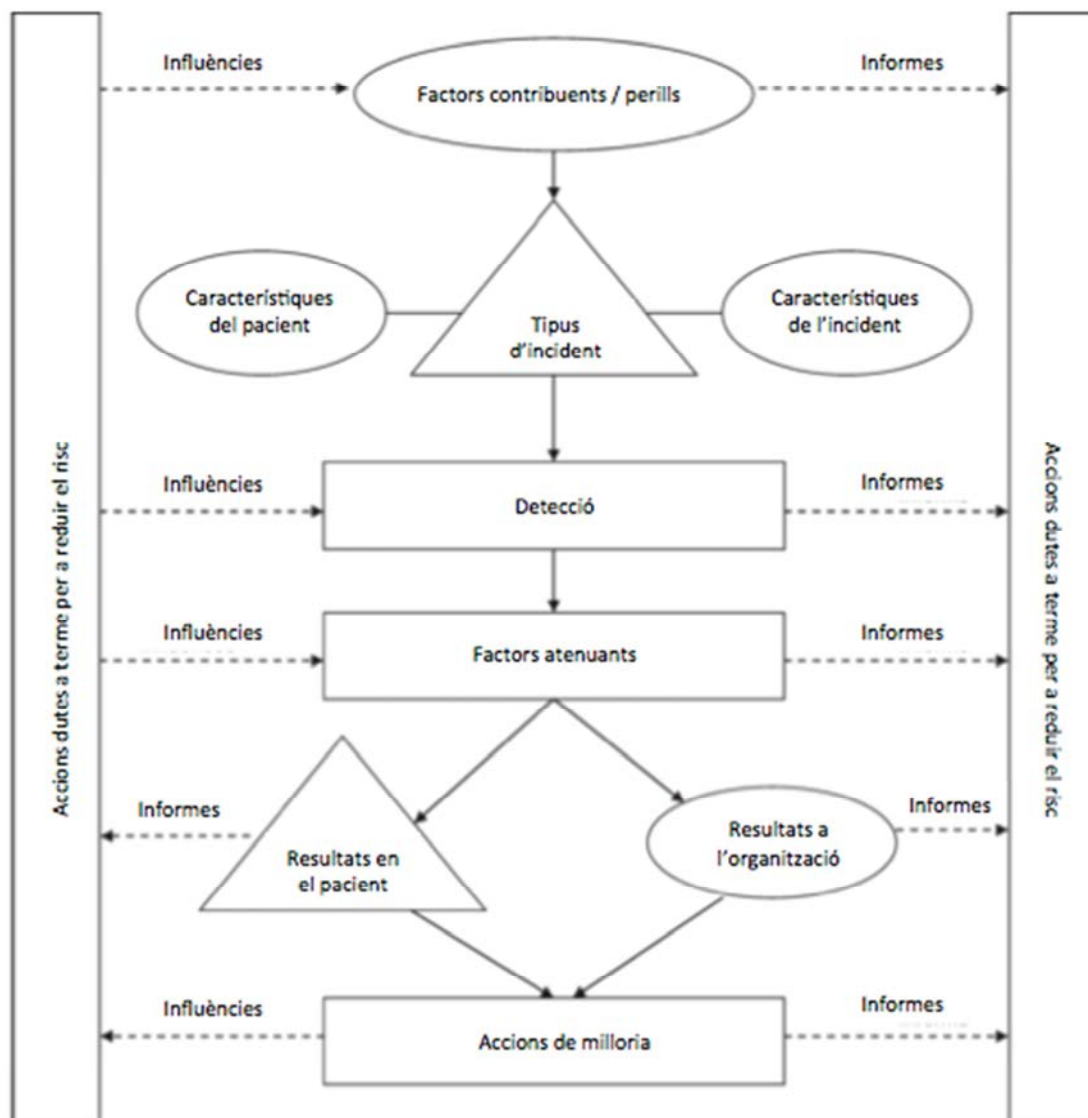 Influències
Informes
Factors contribuents / perills
Característiques
del pacient
Característiques
de l'incident
Tipus
d'incident
Accions dutes a terme per a reduir el risc
Accions dutes a terme per a reduir el risc
Influències
Informes
Detecció
Influències
Informes
Factors atenuants
Informes
Informes
Resultats a
l'organització
Resultats en
el pacient
Influències
Informes
Accions de milloria